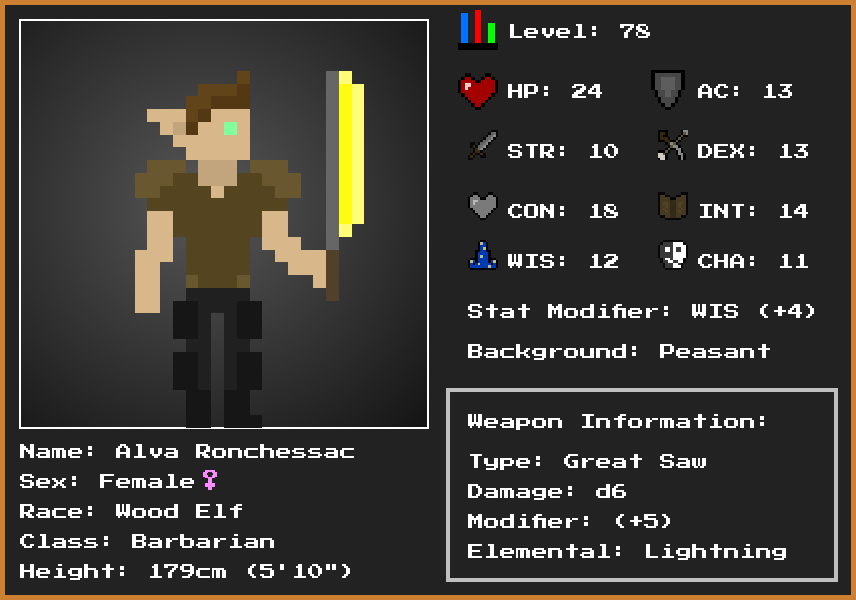 Level: 78
HP: 24
AC: 13
STR: 10
DEX: 13
CON: 18
INT: 14
WIS: 12
CHA: 11
Stat Modifier: WIS (+4)
Background: Peasant
Weapon Information:
Type: Great Saw
Damage: d6
Modifier: (+5)
Elemental: Lightning
Name: Alva Ronchessac
Sex: Female♀
Race: Wood Elf
Class: Barbarian
Height: 179cm (5'10")